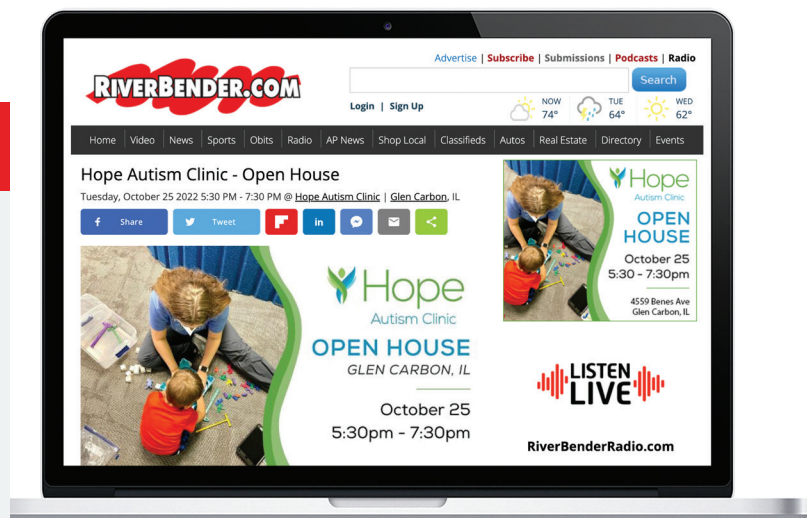 Advertise | Subscribe | Submissions | Podcasts | Radio
RIVERBENDER.COM
Search
Login | Sign Up
NOW
74°
TUE
64°
WED
62°
Home Video News Sports Obits Radio AP News Shop Local Classifieds Autos Real Estate Directory Events
Hope Autism Clinic - Open House
Tuesday, October 25 2022 5:30 PM - 7:30 PM @ Hope Autism Clinic | Glen Carbon, IL
f Share
Tweet
in
Hope
Autism Clinic
OPEN HOUSE
GLEN CARBON, IL
October 25
5:30pm - 7:30pm
Hope
Autism Clinic
OPEN
HOUSE
October 25
5:30 - 7:30pm
4559 Benes Ave
Glen Carbon, IL
LISTEN
LIVE
RiverBenderRadio.com